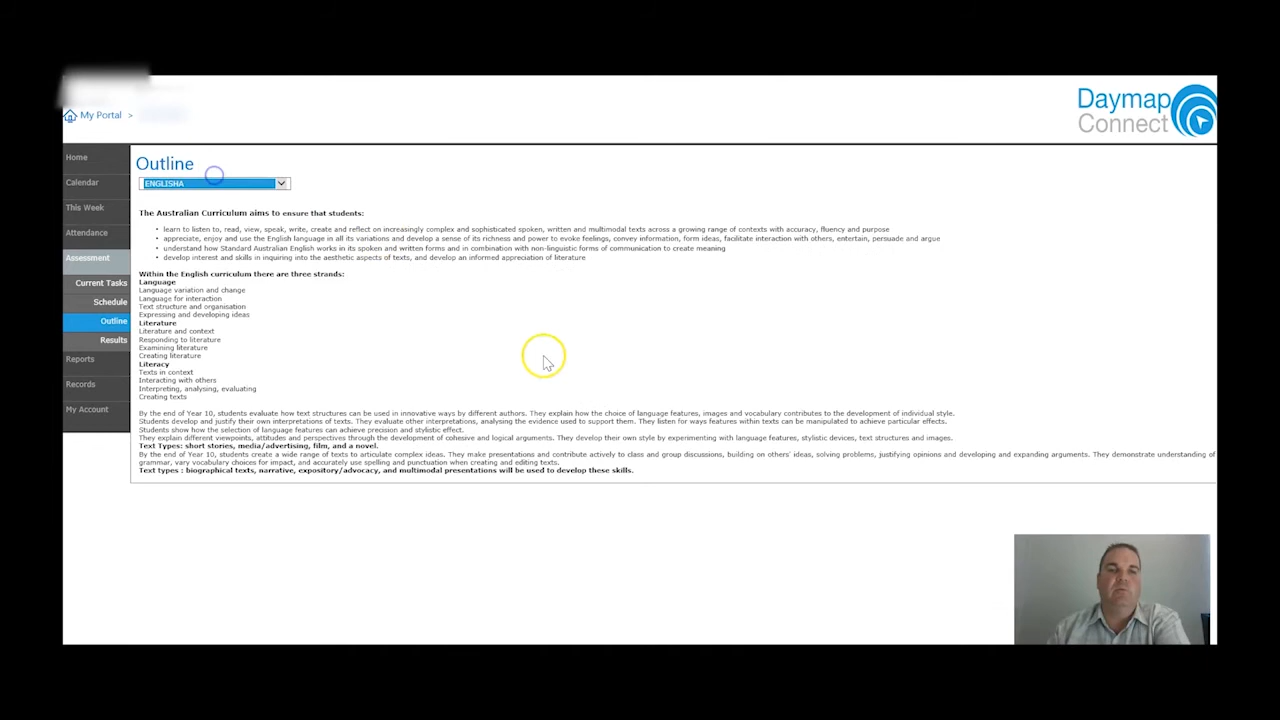 Daymap
Connect
My Portal >
Home
Calendar
This Week
Attendance
Assessment
Current Tasks
Schedule
Outline
Results
Reports
Records
My Account
Outline
ENGLISHA
The Australian Curriculum aims to ensure that students:
• learn to listen to, read, view, speak, write, create and reflect on increasingly complex and sophisticated spoken, written and multimodal texts across a growing range of contexts with accuracy, fluency and purpose
• appreciate, enjoy and use the English language in all its variations and develop a sense of its richness and power to evoke feelings, convey information, form ideas, facilitate interaction with others, entertain, persuade and argue
• understand how Standard Australian English works in its spoken and written forms and in combination with non-linguistic forms of communication to create meaning
• develop interest and skills in inquiring into the aesthetic aspects of texts, and develop an informed appreciation of literature
Within the English curriculum there are three strands:
Language
Language variation and change
Language for interaction
Text structure and organisation
Expressing and developing ideas
Literature
Literature and context
Responding to literature
Examining literature
Creating literature
Literacy
Texts in context
Interacting with others
Interpreting, analysing, evaluating
Creating texts
By the end of Year 10, students evaluate how text structures can be used in innovative ways by different authors. They explain how the choice of language features, images and vocabulary contributes to the development of individual style.
Students develop and justify their own interpretations of texts. They evaluate other interpretations, analysing the evidence used to support them. They listen for ways features within texts can be manipulated to achieve particular effects.
Students show how the selection of language features can achieve precision and stylistic effect.
They explain different viewpoints, attitudes and perspectives through the development of cohesive and logical arguments. They develop their own style by experimenting with language features, stylistic devices, text structures and images.
Text Types: short stories, media/advertising, film, and a novel.
By the end of Year 10, students create a wide range of texts to articulate complex ideas. They make presentations and contribute actively to class and group discussions, building on others' ideas, solving problems, justifying opinions and developing and expanding arguments. They demonstrate understanding of
grammar, vary vocabulary choices for impact, and accurately use spelling and punctuation when creating and editing texts.
Text types : biographical texts, narrative, expository/advocacy, and multimodal presentations will be used to develop these skills.